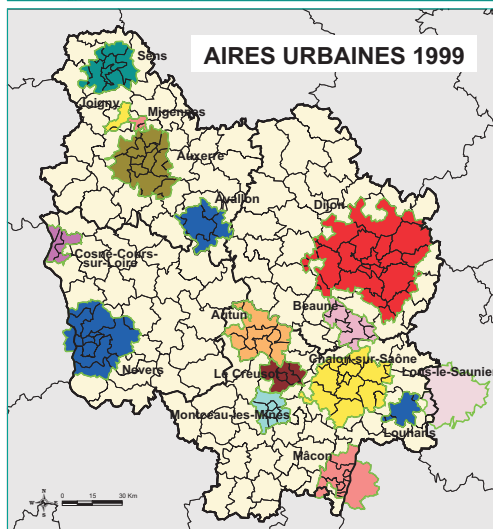 AIRES URBAINES 1999
Sens
Joigny
Migennes
Auxerre
Avallon
Dijon
Cosne-Cours-
sur-Loire
Beaune
Autun
Nevers
Le Creusot
Chalon-sur-Saône
Lons-le-Saunier
Montceau-les-Mines
Louhans
Mâcon
0 15 30 Km